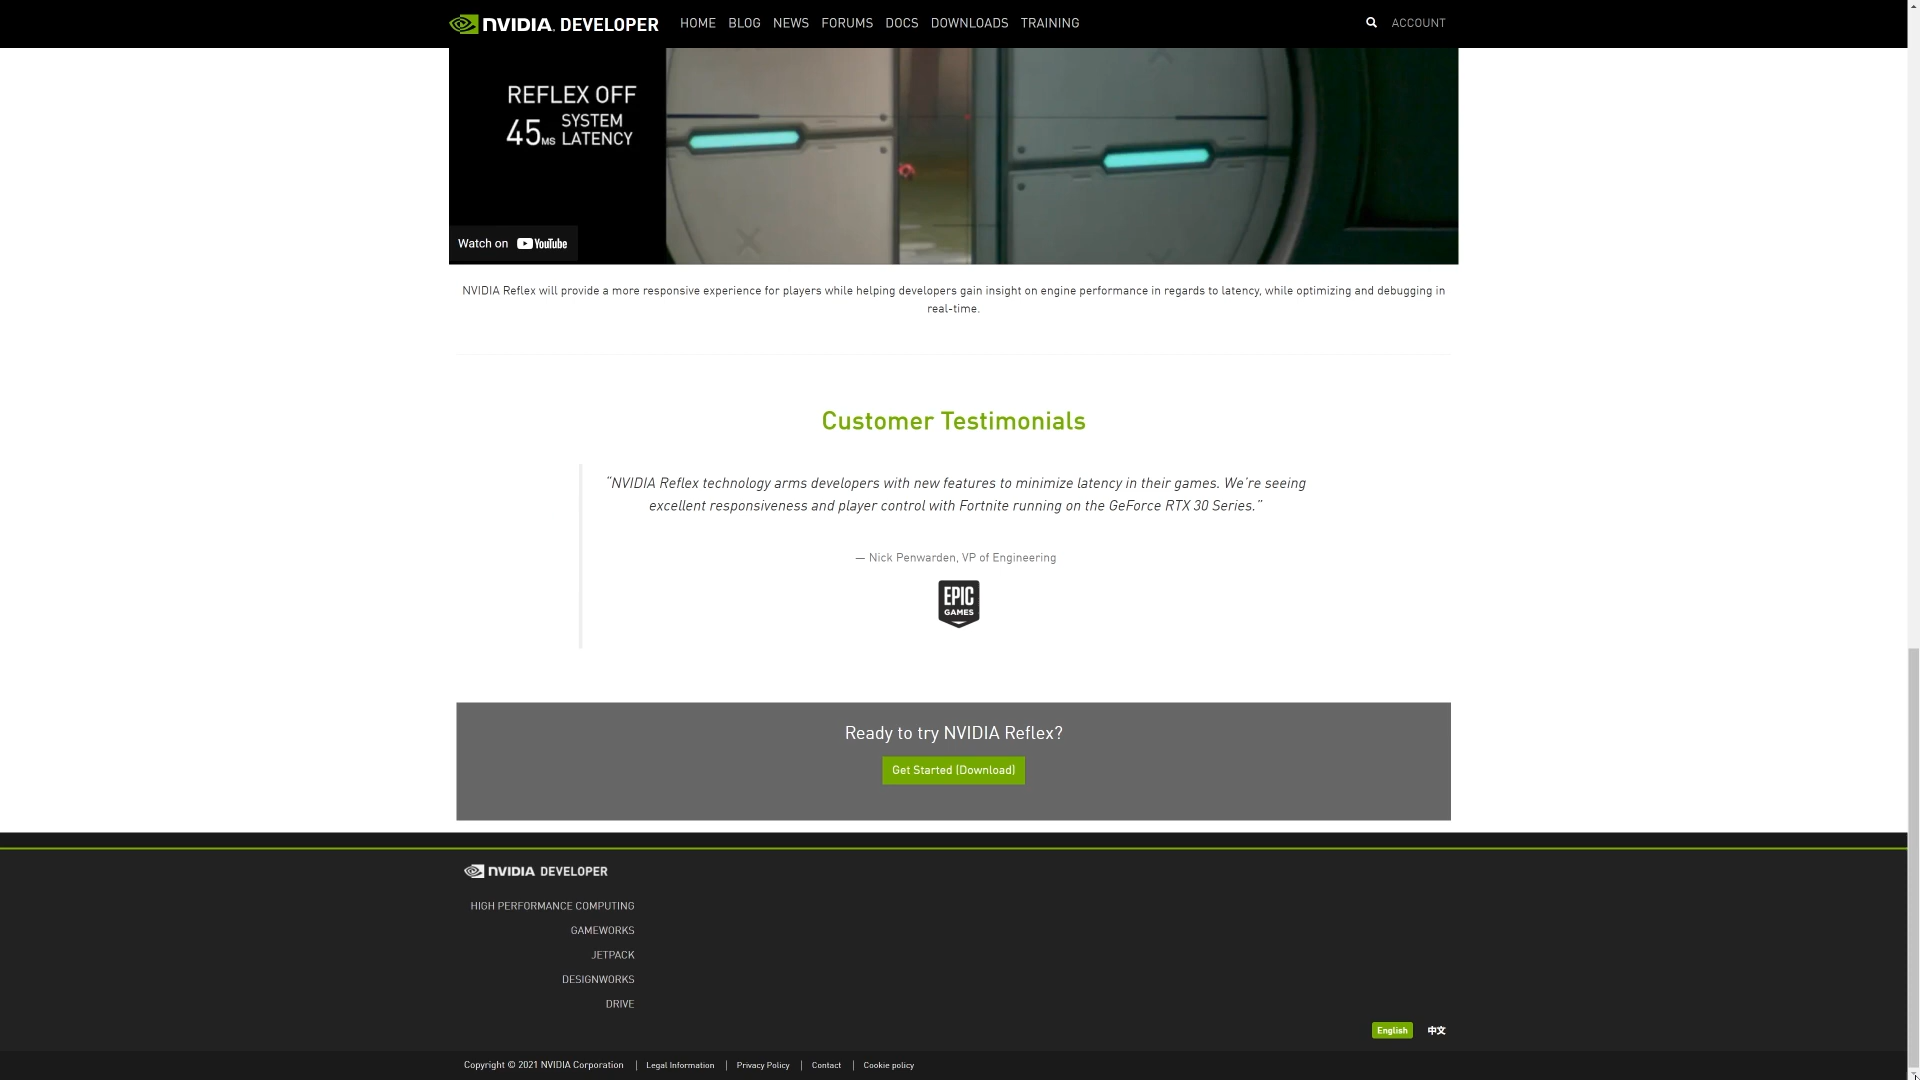 NVIDIA. DEVELOPER HOME BLOG NEWS FORUMS DOCS DOWNLOADS TRAINING ACCOUNT
REFLEX OFF
45MS SYSTEM LATENCY
Watch on YouTube
NVIDIA Reflex will provide a more responsive experience for players while helping developers gain insight on engine performance in regards to latency, while optimizing and debugging in
real-time.
Customer Testimonials
"NVIDIA Reflex technology arms developers with new features to minimize latency in their games. We're seeing
excellent responsiveness and player control with Fortnite running on the GeForce RTX 30 Series."
— Nick Penwarden, VP of Engineering
EPIC
GAMES
Ready to try NVIDIA Reflex?
Get Started (Download)
NVIDIA DEVELOPER
HIGH PERFORMANCE COMPUTING
GAMEWORKS
JETPACK
DESIGNWORKS
DRIVE
English 中文
Copyright © 2021 NVIDIA Corporation | Legal Information | Privacy Policy | Contact | Cookie policy